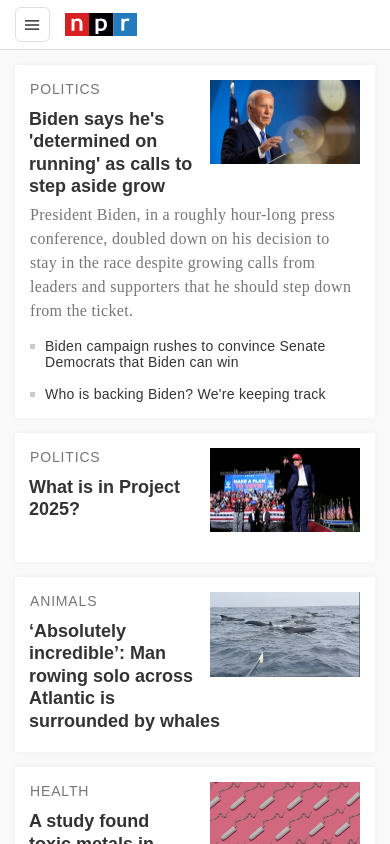 npr
POLITICS
Biden says he's
'determined on
running' as calls to
step aside grow
President Biden, in a roughly hour-long press
conference, doubled down on his decision to
stay in the race despite growing calls from
leaders and supporters that he should step down
from the ticket.
Biden campaign rushes to convince Senate
Democrats that Biden can win
Who is backing Biden? We're keeping track
POLITICS
What is in Project
2025?
MAKE A PLAN
TO VOTE!
ANIMALS
‘Absolutely
incredible’: Man
rowing solo across
Atlantic is
surrounded by whales
HEALTH
A study found
toxic metals in